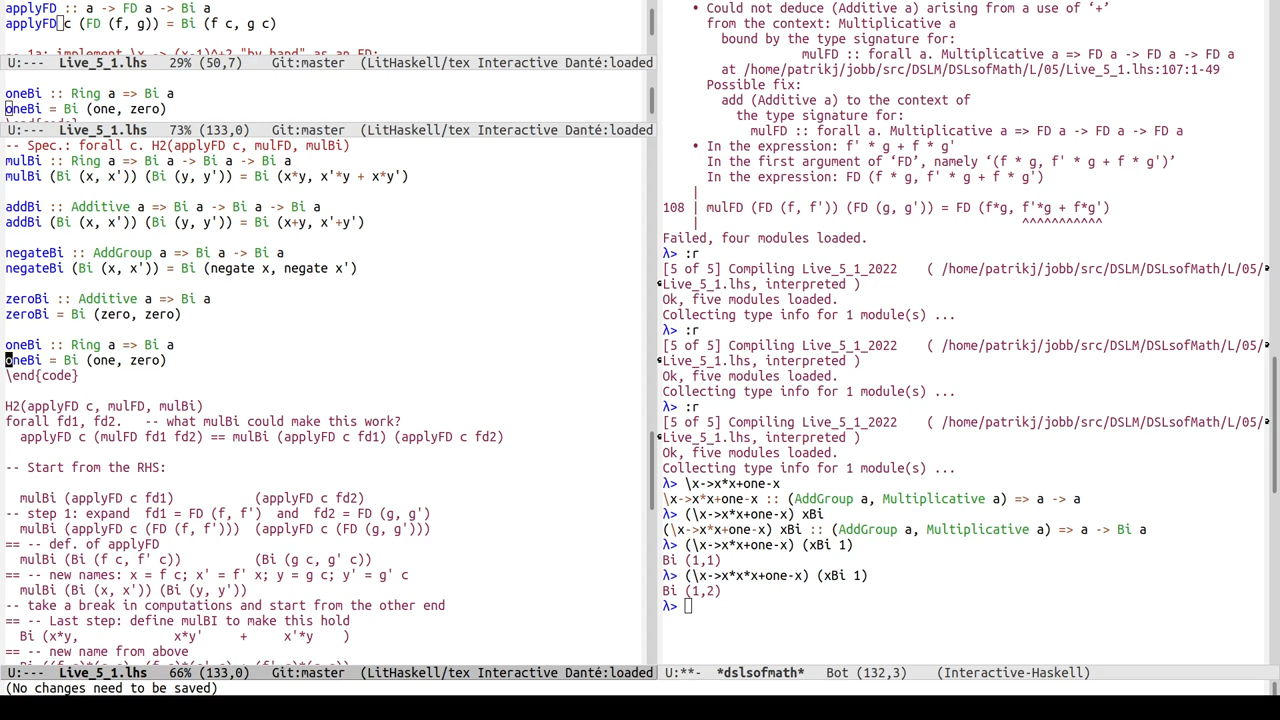 applyFD :: a -> FD a -> Bi a
applyFD c (FD (f, g)) = Bi (f c, g c)
-- 1a: implement \x -> (x-1)^+2 "by hand" as an FD:
U:---  Live_5_1.lhs   29% (50,7)     Git:master  (LitHaskell/tex Interactive Danté:loaded
oneBi :: Ring a => Bi a
oneBi = Bi (one, zero)
\end{code}
U:---  Live_5_1.lhs   73% (133,0)    Git:master  (LitHaskell/tex Interactive Danté:loaded
-- Spec.: forall c. H2(applyFD c, mulFD, mulBi)
mulBi :: Ring a => Bi a -> Bi a -> Bi a
mulBi (Bi (x, x')) (Bi (y, y')) = Bi (x*y, x'*y + x*y')
addBi :: Additive a => Bi a -> Bi a -> Bi a
addBi (Bi (x, x')) (Bi (y, y')) = Bi (x+y, x'+y')
negateBi :: AddGroup a => Bi a -> Bi a
negateBi (Bi (x, x')) = Bi (negate x, negate x')
zeroBi :: Additive a => Bi a
zeroBi = Bi (zero, zero)
oneBi :: Ring a => Bi a
oneBi = Bi (one, zero)
\end{code}
H2(applyFD c, mulFD, mulBi)
forall fd1, fd2.   -- what mulBi could make this work?
  applyFD c (mulFD fd1 fd2) == mulBi (applyFD c fd1) (applyFD c fd2)
-- Start from the RHS:
  mulBi (applyFD c fd1)           (applyFD c fd2)
-- step 1: expand  fd1 = FD (f, f')  and  fd2 = FD (g, g')
  mulBi (applyFD c (FD (f, f')))  (applyFD c (FD (g, g')))
== -- def. of applyFD
  mulBi (Bi (f c, f' c))          (Bi (g c, g' c))
== -- new names: x = f c; x' = f' x; y = g c; y' = g' c
  mulBi (Bi (x, x')) (Bi (y, y'))
-- take a break in computations and start from the other end
== -- Last step: define mulBI to make this hold
  Bi (x*y,           x*y'     +     x'*y    )
== -- new name from above
U:---  Live_5_1.lhs   66% (133,0)    Git:master  (LitHaskell/tex Interactive Danté:loaded
(No changes need to be saved)
• Could not deduce (Additive a) arising from a use of ‘+’
from the context: Multiplicative a
bound by the type signature for:
mulFD :: forall a. Multiplicative a => FD a -> FD a -> FD a
at /home/patrikj/jobb/src/DSLM/DSLsofMath/L/05/Live_5_1.lhs:107:1-49
Possible fix:
add (Additive a) to the context of
the type signature for:
mulFD :: forall a. Multiplicative a => FD a -> FD a -> FD a
• In the expression: f' * g + f * g'
In the first argument of ‘FD’, namely ‘(f * g, f' * g + f * g')’
In the expression: FD (f * g, f' * g + f * g')
|
108 | mulFD (FD (f, f')) (FD (g, g')) = FD (f*g, f'*g + f*g')
|                                            ^^^^^^^^^^^
Failed, four modules loaded.
λ> :r
[5 of 5] Compiling Live_5_1_2022    ( /home/patrikj/jobb/src/DSLM/DSLsofMath/L/05/
Live_5_1.lhs, interpreted )
Ok, five modules loaded.
Collecting type info for 1 module(s) ...
λ> :r
[5 of 5] Compiling Live_5_1_2022    ( /home/patrikj/jobb/src/DSLM/DSLsofMath/L/05/
Live_5_1.lhs, interpreted )
Ok, five modules loaded.
Collecting type info for 1 module(s) ...
λ> :r
[5 of 5] Compiling Live_5_1_2022    ( /home/patrikj/jobb/src/DSLM/DSLsofMath/L/05/
Live_5_1.lhs, interpreted )
Ok, five modules loaded.
Collecting type info for 1 module(s) ...
λ> \x->x*x+one-x
\x->x*x+one-x :: (AddGroup a, Multiplicative a) => a -> a
λ> (\x->x*x+one-x) xBi
(\x->x*x+one-x) xBi :: (AddGroup a, Multiplicative a) => a -> Bi a
λ> (\x->x*x+one-x) (xBi 1)
Bi (1,1)
λ> (\x->x*x*x+one-x) (xBi 1)
Bi (1,2)
λ>
U:**-  *dslsofmath*   Bot (132,3)    (Interactive-Haskell)